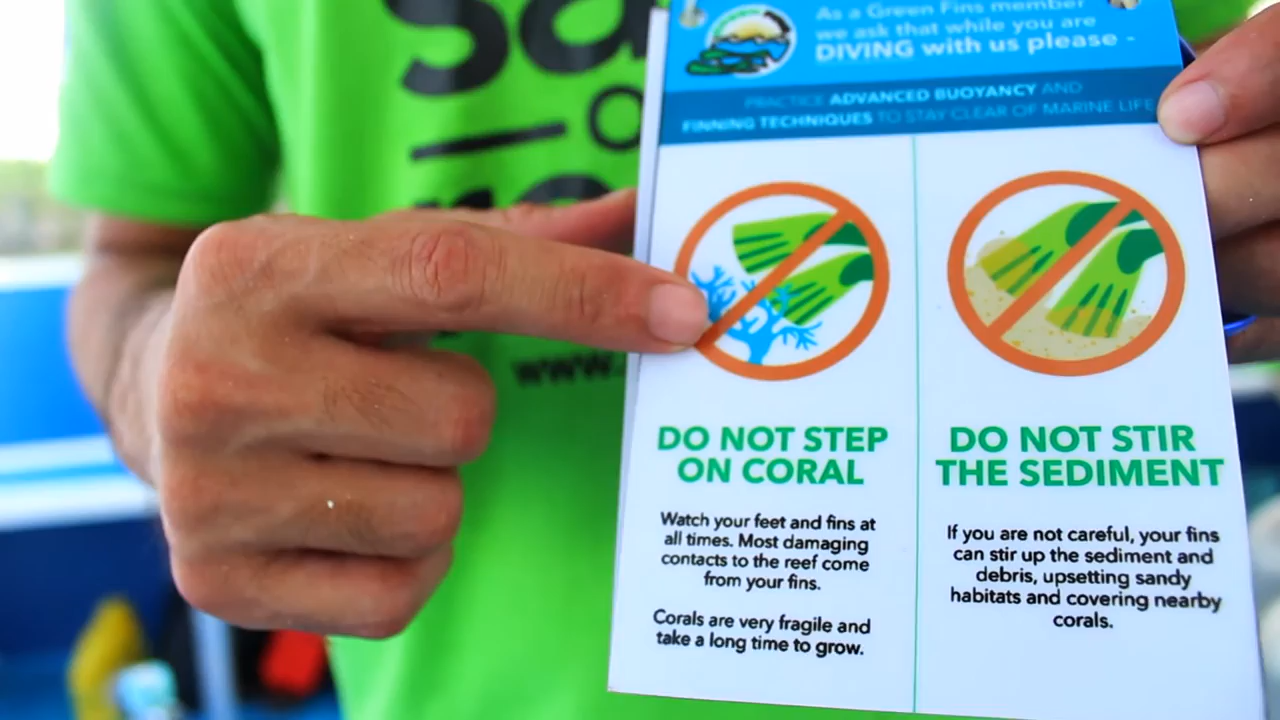 As a Green Fins member
we ask that while you are
DIVING with us please -
PRACTICE ADVANCED BUOYANCY AND
FINNING TECHNIQUES TO STAY CLEAR OF MARINE LIFE
DO NOT STEP
ON CORAL
Watch your feet and fins at
all times. Most damaging
contacts to the reef come
from your fins.
Corals are very fragile and
take a long time to grow.
DO NOT STIR
THE SEDIMENT
If you are not careful, your fins
can stir up the sediment and
debris, upsetting sandy
habitats and covering nearby
corals.
www.